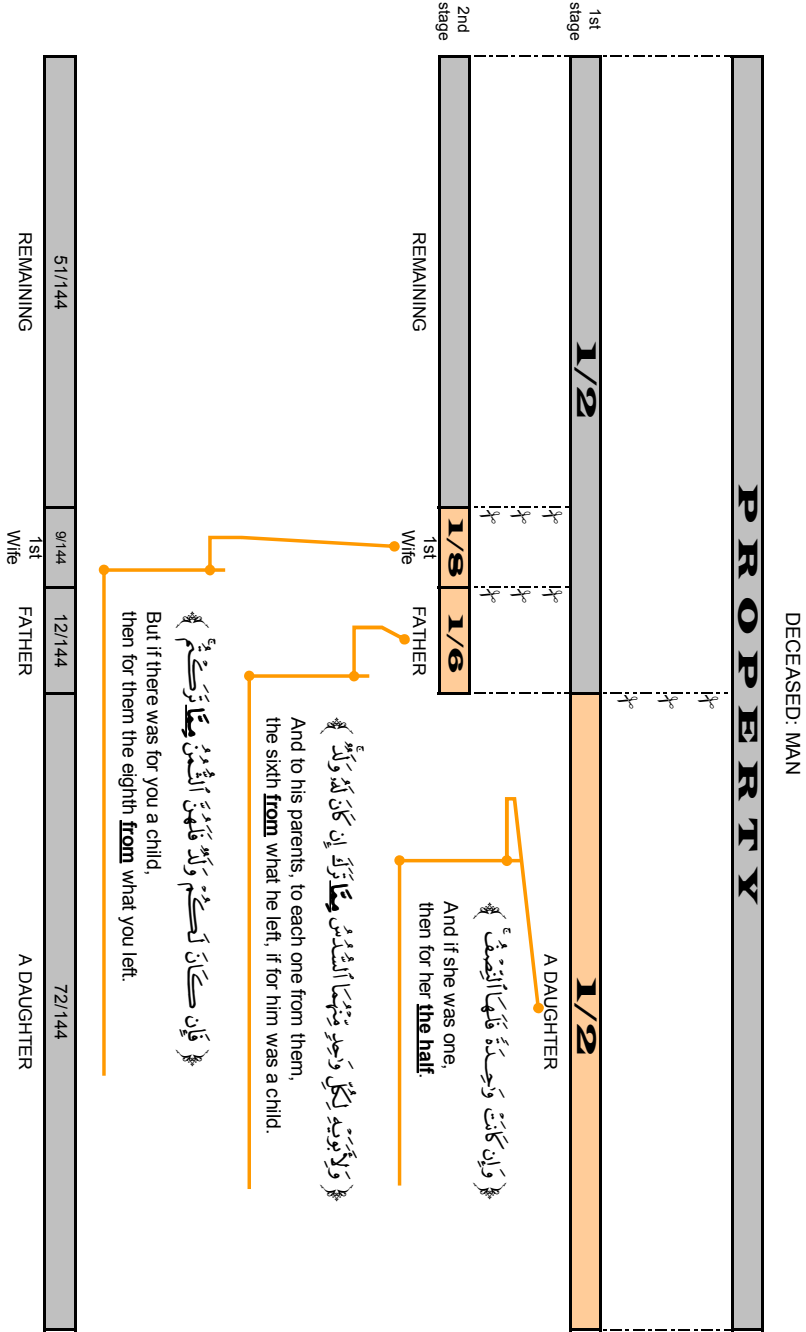 DECEASED: MAN
PROPERTY
1st
stage
1/2
1/2
A DAUGHTER
﴿ وَإِن كَانَتْ وَٰحِدَةً فَلَهَا ٱلنِّصْفُ ۚ ﴾
And if she was one,
then for her the half.
2nd
stage
1/8
1/6
REMAINING
1st
Wife
FATHER
﴿ وَلِأَبَوَيْهِ لِكُلِّ وَٰحِدٍ مِّنْهُمَا ٱلسُّدُسُ مِمَّا تَرَكَ إِن كَانَ لَهُۥ وَلَدٌ ۚ ﴾
And to his parents, to each one from them,
the sixth from what he left, if for him was a child.
﴿ فَإِن كَانَ لَكُمْ وَلَدٌ فَلَهُنَّ ٱلثُّمُنُ مِمَّا تَرَكْتُم ۚ ﴾
But if there was for you a child,
then for them the eighth from what you left.
51/144
9/144
12/144
72/144
REMAINING
1st
Wife
FATHER
A DAUGHTER